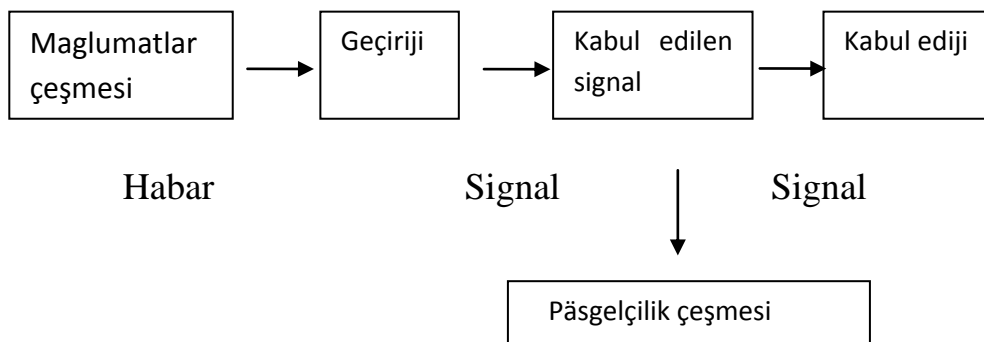 Maglumatlar
çeşmesi
Geçiriji
Kabul edilen
signal
Kabul ediji
Habar
Signal
Signal
Päsgelçilik çeşmesi